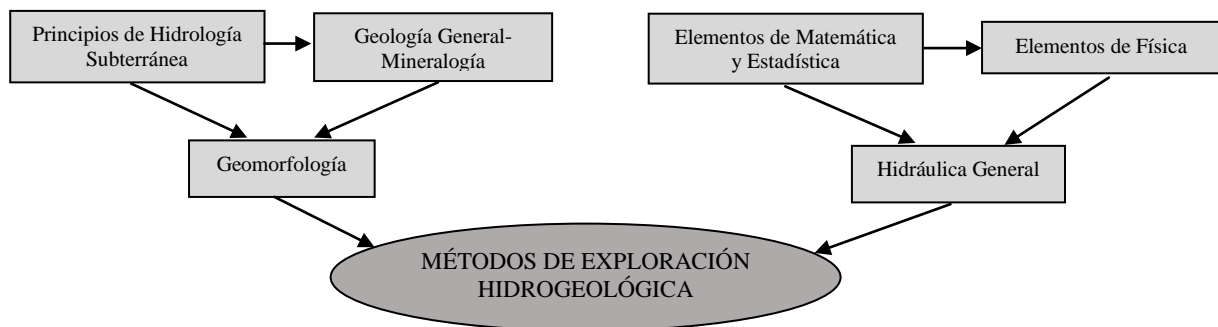 Principios de Hidrología
Subterránea
Geología General-
Mineralogía
Elementos de Matemática
y Estadística
Elementos de Física
Geomorfología
Hidráulica General
MÉTODOS DE EXPLORACIÓN
HIDROGEOLÓGICA